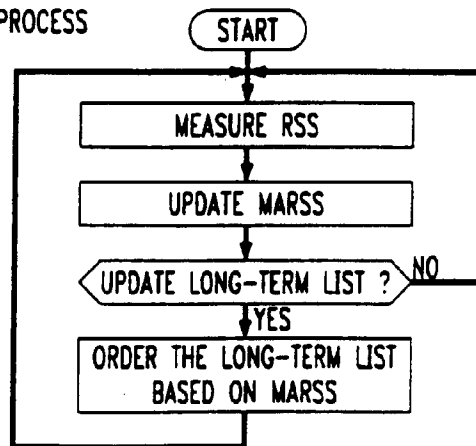 PROCESS
START
MEASURE RSS
UPDATE MARSS
UPDATE LONG-TERM LIST ?
NO
YES
ORDER THE LONG-TERM LIST
BASED ON MARSS